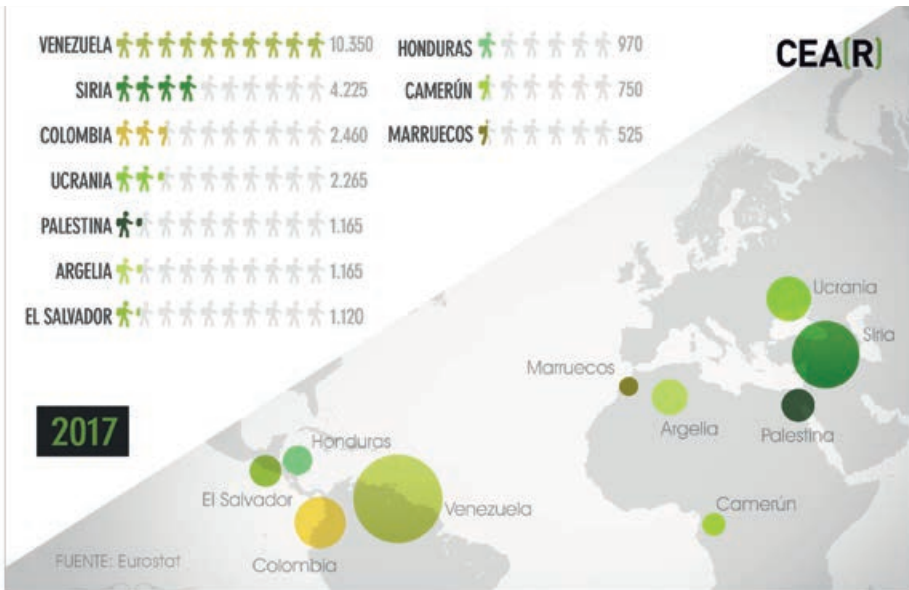 VENEZUELA 10.350
SIRIA 4.225
COLOMBIA 2.460
UCRANIA 2.265
PALESTINA 1.165
ARGELIA 1.165
EL SALVADOR 1.120
HONDURAS 970
CAMERÚN 750
MARRUECOS 525
CEA(R)
2017
Ucrania
Siria
Marruecos
Argelia
Palestina
Honduras
El Salvador
Venezuela
Camerún
Colombia
FUENTE: Eurostat